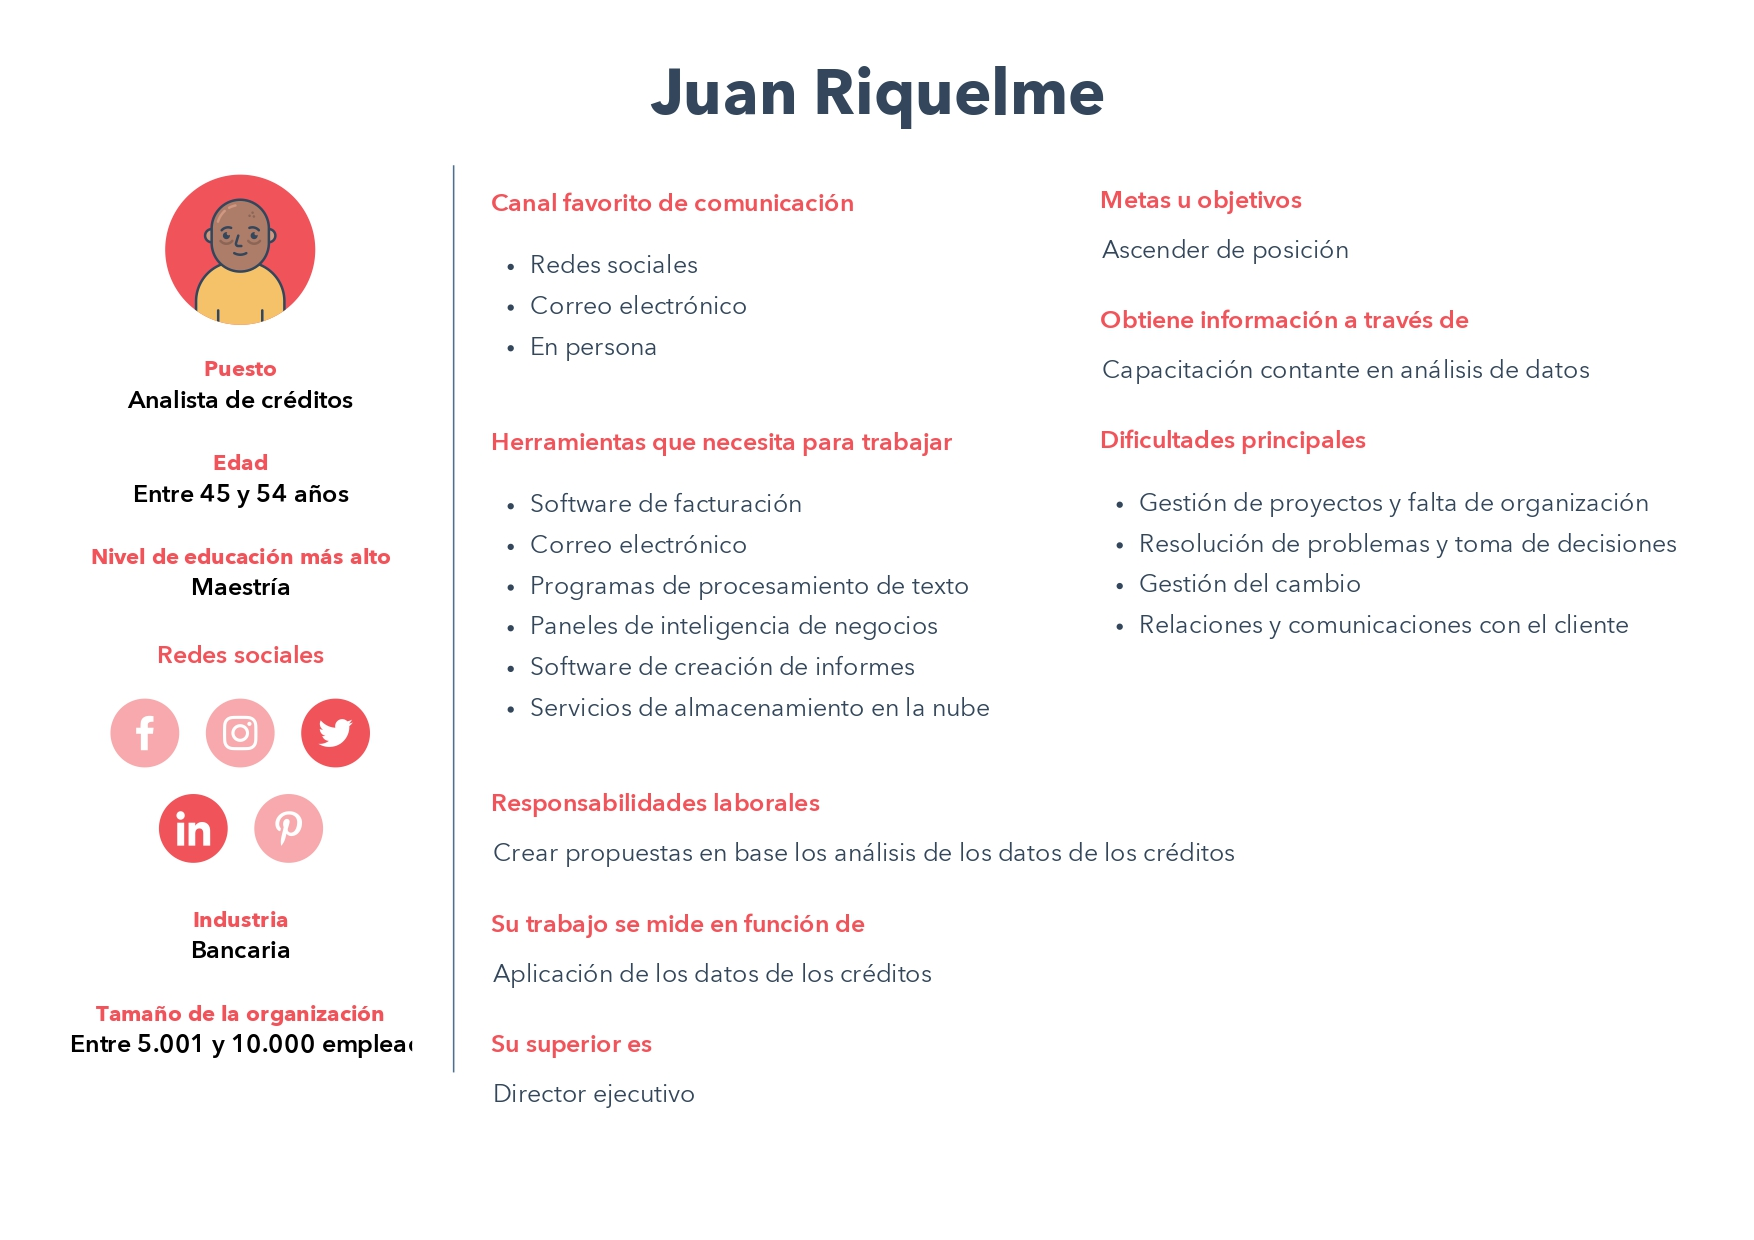 Juan Riquelme
Puesto
Analista de créditos
Edad
Entre 45 y 54 años
Nivel de educación más alto
Maestría
Redes sociales
f
in
Industria
Bancaria
Tamaño de la organización
Entre 5.001 y 10.000 emplea
Canal favorito de comunicación
• Redes sociales
• Correo electrónico
• En persona
Herramientas que necesita para trabajar
• Software de facturación
• Correo electrónico
• Programas de procesamiento de texto
• Paneles de inteligencia de negocios
• Software de creación de informes
• Servicios de almacenamiento en la nube
Responsabilidades laborales
Crear propuestas en base los análisis de los datos de los créditos
Su trabajo se mide en función de
Aplicación de los datos de los créditos
Su superior es
Director ejecutivo
Metas u objetivos
Ascender de posición
Obtiene información a través de
Capacitación contante en análisis de datos
Dificultades principales
• Gestión de proyectos y falta de organización
• Resolución de problemas y toma de decisiones
• Gestión del cambio
• Relaciones y comunicaciones con el cliente